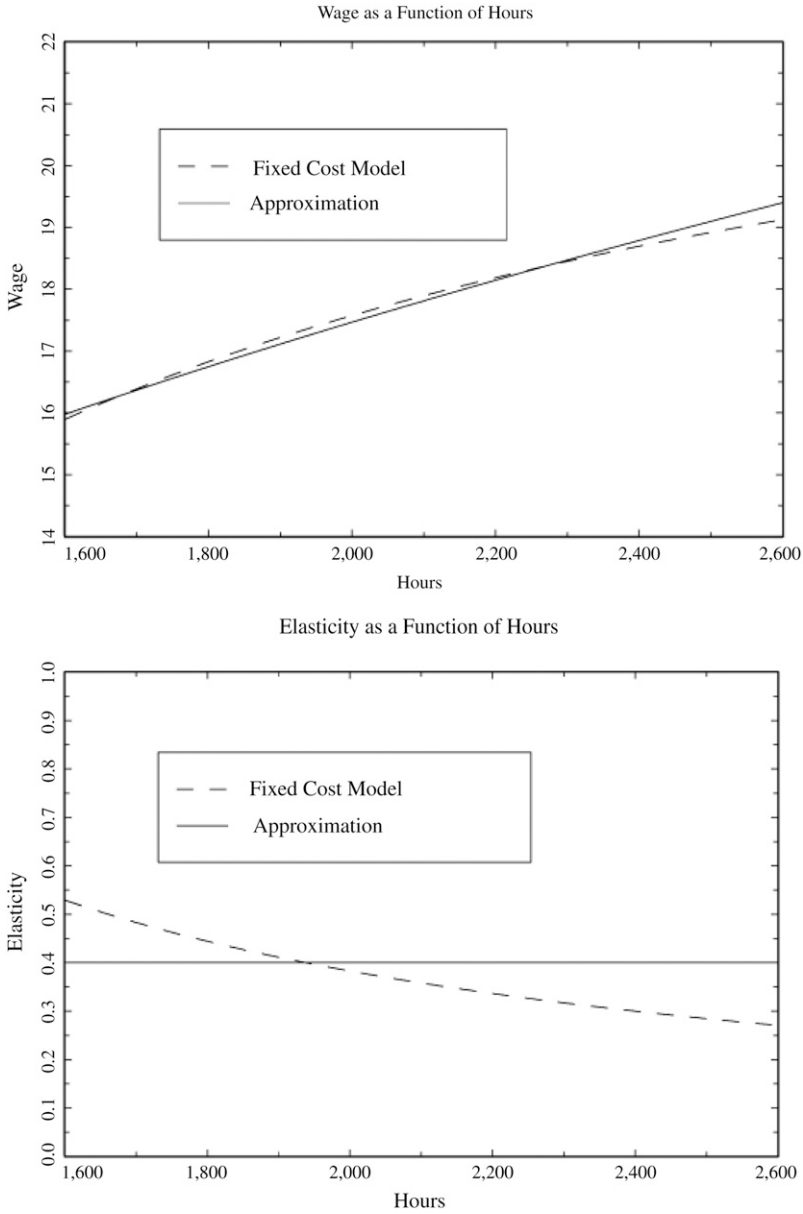 Wage as a Function of Hours
22
21
20
19
18
17
16
15
14
Wage
Fixed Cost Model
Approximation
1,600 1,800 2,000 2,200 2,400 2,600
Hours
Elasticity as a Function of Hours
1.0
0.9
0.8
0.7
0.6
0.5
0.4
0.3
0.2
0.1
0.0
Elasticity
Fixed Cost Model
Approximation
1,600 1,800 2,000 2,200 2,400 2,600
Hours